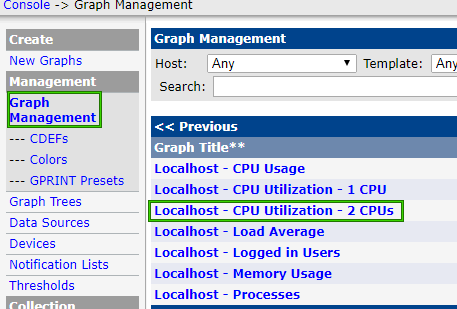 Console -> Graph Management
Create
New Graphs
Management
Graph
Management
--- CDEFs
--- Colors
--- GPRINT Presets
Graph Trees
Data Sources
Devices
Notification Lists
Thresholds
Collection
Graph Management
Host: Any Template: Any
Search:
<< Previous
Graph Title**
Localhost - CPU Usage
Localhost - CPU Utilization - 1 CPU
Localhost - CPU Utilization - 2 CPUs
Localhost - Load Average
Localhost - Logged in Users
Localhost - Memory Usage
Localhost - Processes